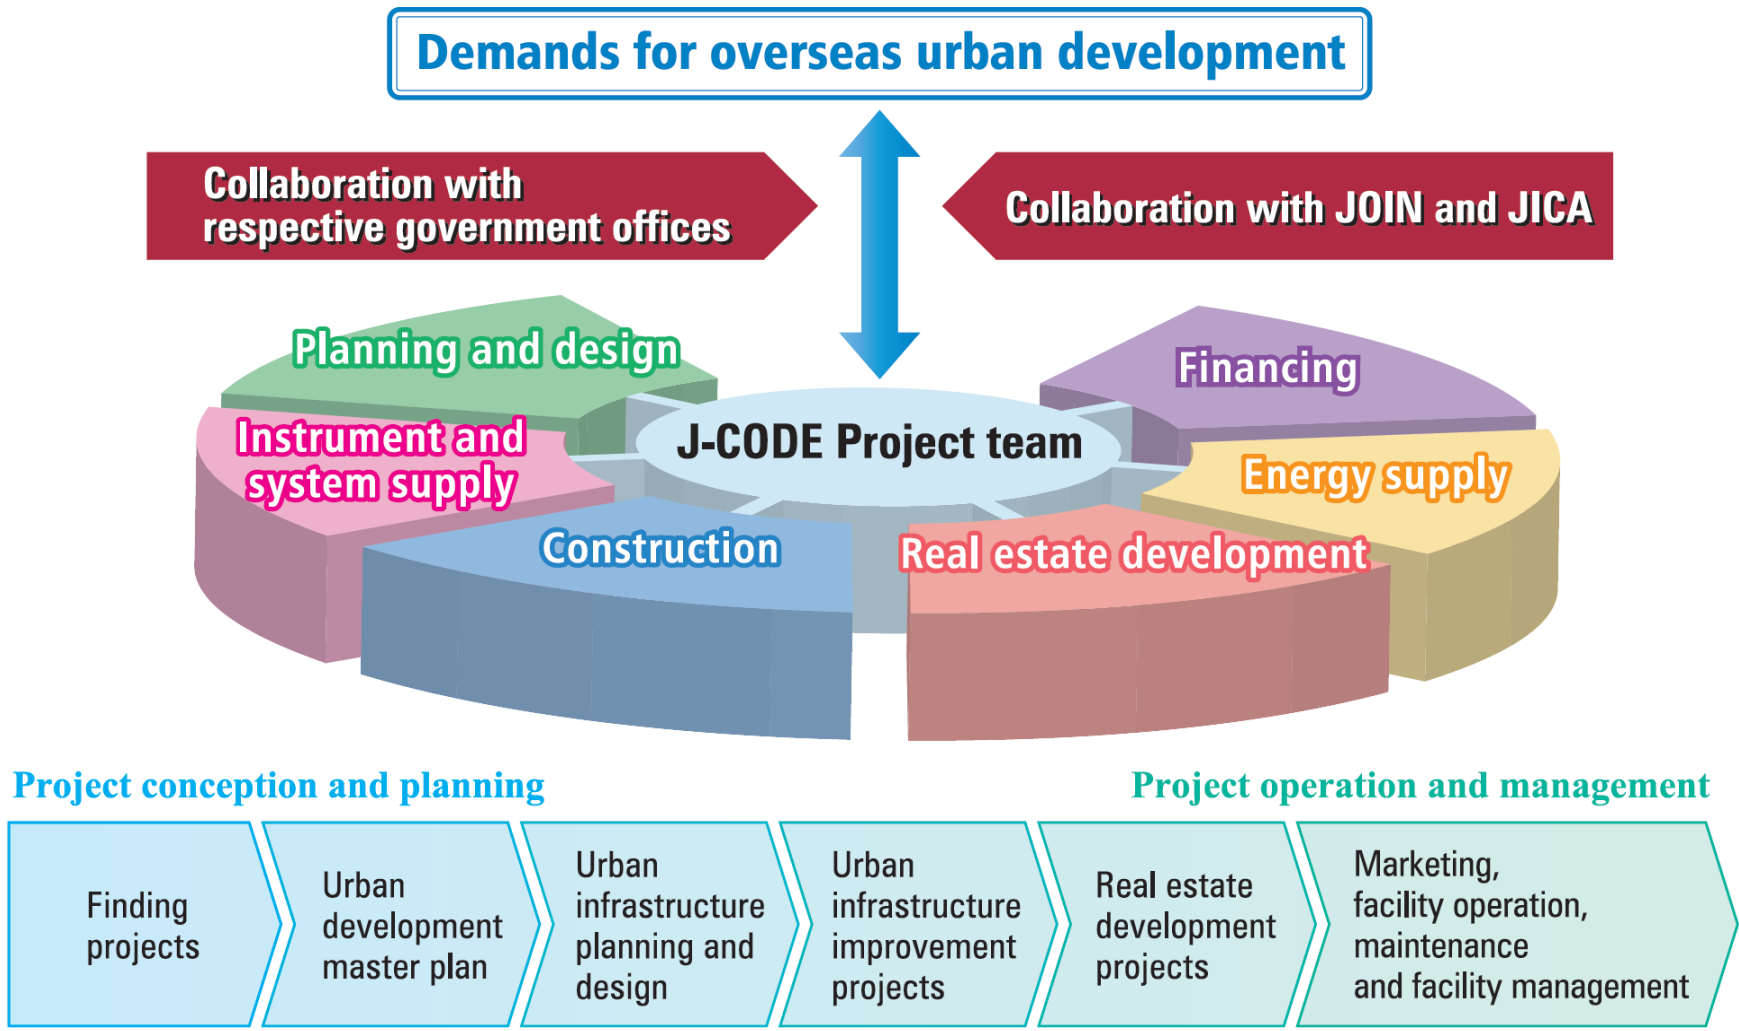 Demands for overseas urban development
Collaboration with
respective government offices
Collaboration with JOIN and JICA
Planning and design
Financing
Instrument and
system supply
J-CODE Project team
Energy supply
Construction
Real estate development
Project conception and planning
Project operation and management
Finding
projects
Urban
development
master plan
Urban
infrastructure
planning and
design
Urban
infrastructure
improvement
projects
Real estate
development
projects
Marketing,
facility operation,
maintenance
and facility management